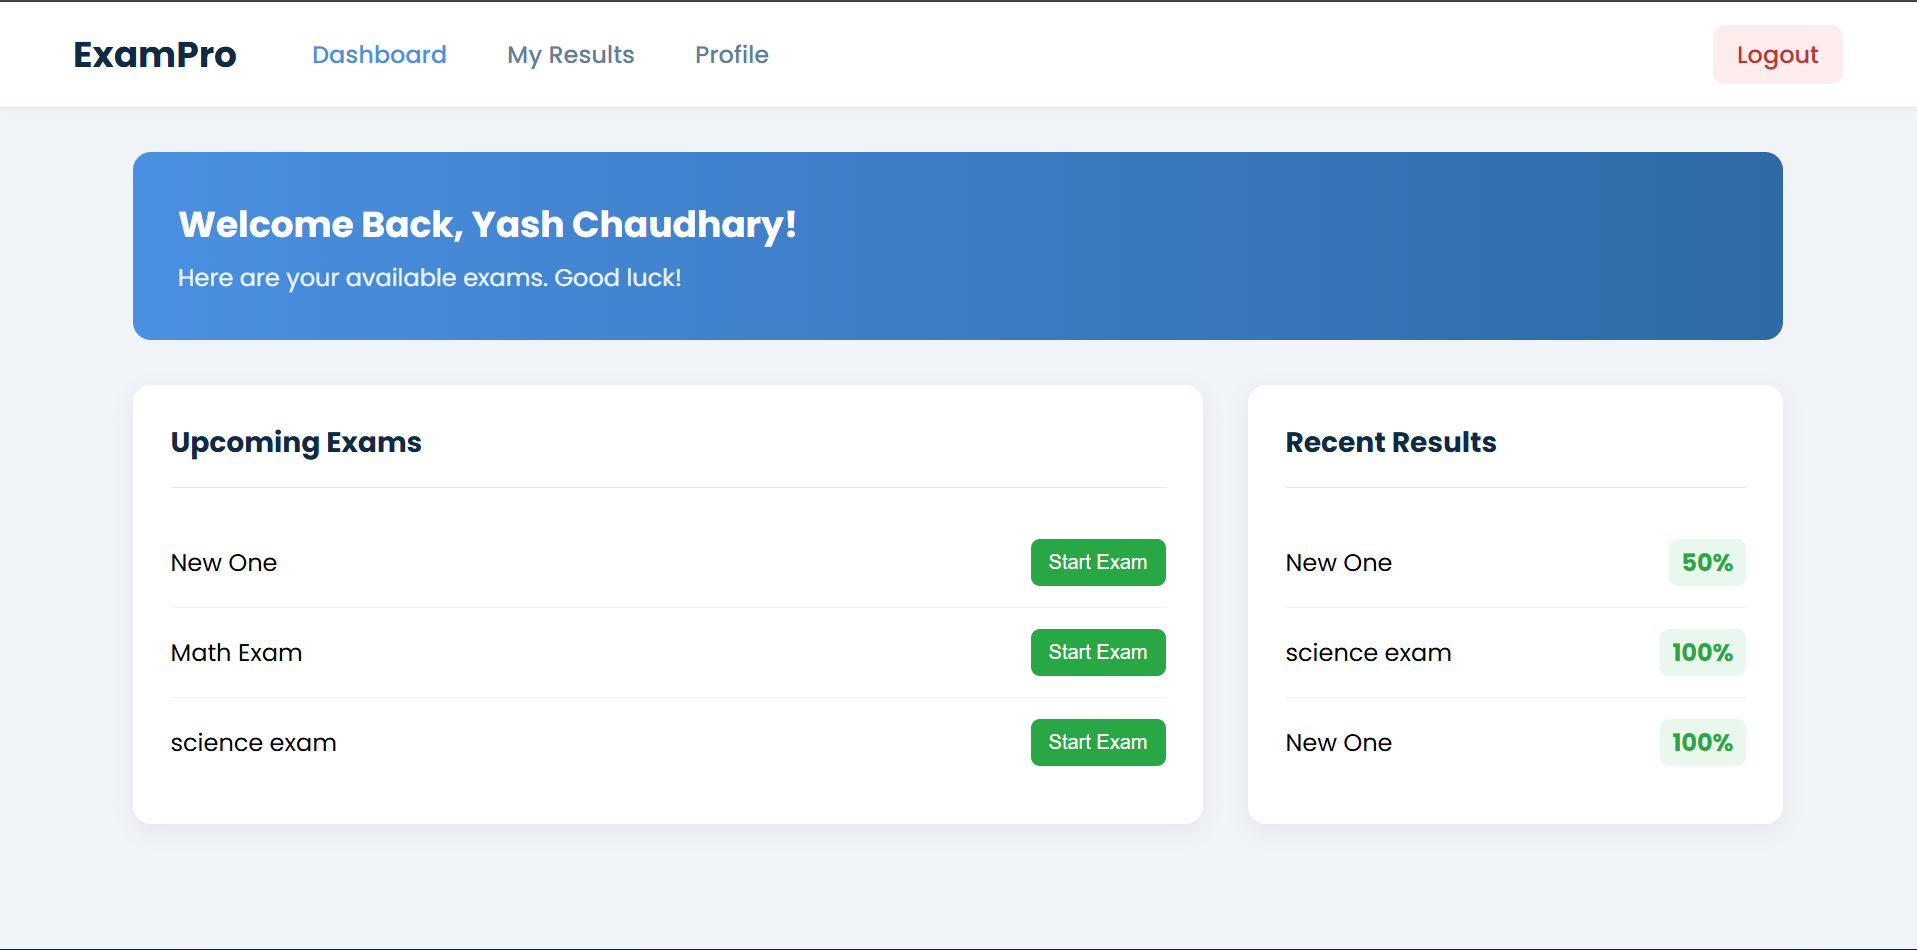 ExamPro Dashboard My Results Profile Logout
Welcome Back, Yash Chaudhary!
Here are your available exams. Good luck!
Upcoming Exams
New One Start Exam
Math Exam Start Exam
science exam Start Exam
Recent Results
New One 50%
science exam 100%
New One 100%